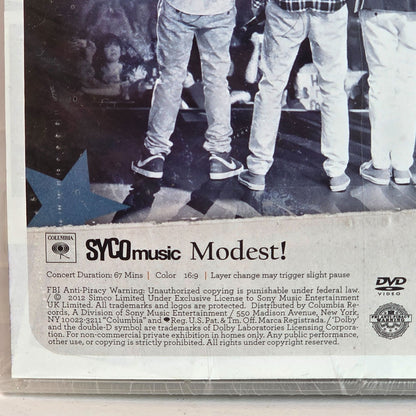 COLUMBIA
SYCOmusic Modest!
Concert Duration: 67 Mins | Color 16:9 | Layer change may trigger slight pause
DVD
VIDEO
FBI Anti-Piracy Warning: Unauthorized copying is punishable under federal law.
/ © 2012 Simco Limited Under Exclusive License to Sony Music Entertainment
UK Limited. All trademarks and logos are protected. Distributed by Columbia Re-
cords, A Division of Sony Music Entertainment / 550 Madison Avenue, New York,
NY 10022-3211 "Columbia" and Reg. U.S. Pat. & Tm. Off. Marca Registrada. / 'Dolby'
and the double-D symbol are trademarks of Dolby Laboratories Licensing Corpora-
tion. For non-commercial private exhibition in homes only. Any public performance,
other use, or copying is strictly prohibited. All rights under copyright reserved.